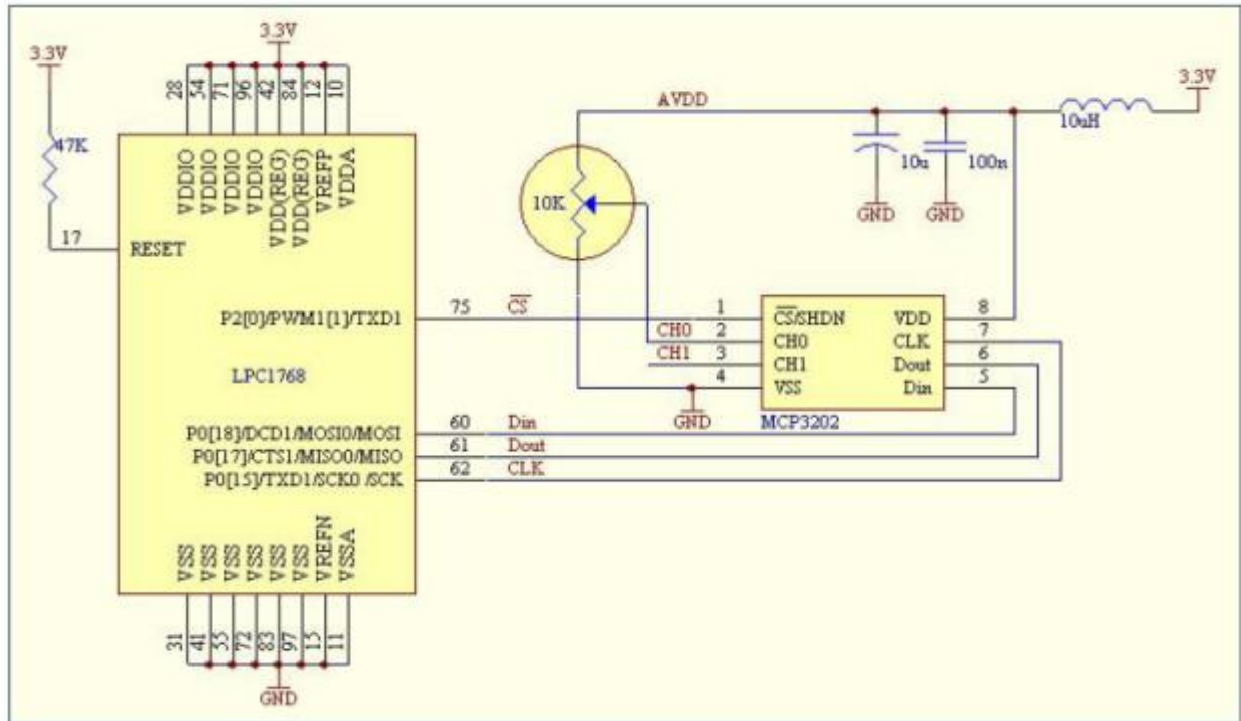 3.3V
3.3V
3.3V
28
54
71
96
42
84
12
10
47K
VDDIO
VDDIO
VDDIO
VDDIO
VDD(REG)
VDD(REG)
VREFP
VDDA
AVDD
10uH
10u
100n
GND
GND
10K
17
RESET
P2[0]/PWM1[1]/TXD1
75
CS
1
CS/SHDN
VDD
8
CH0
2
CH0
CLK
7
CH1
3
CH1
Dout
6
4
VSS
Din
5
LPC1768
GND
MCP3202
P0[18]/DCD1/MOSI0/MOSI
60
Din
P0[17]/CTS1/MISO0/MISO
61
Dout
P0[15]/TXD1/SCK0 /SCK
62
CLK
VSS
VSS
VSS
VSS
VSS
VSS
VREFN
VSSA
31
41
55
72
83
97
15
11
GND